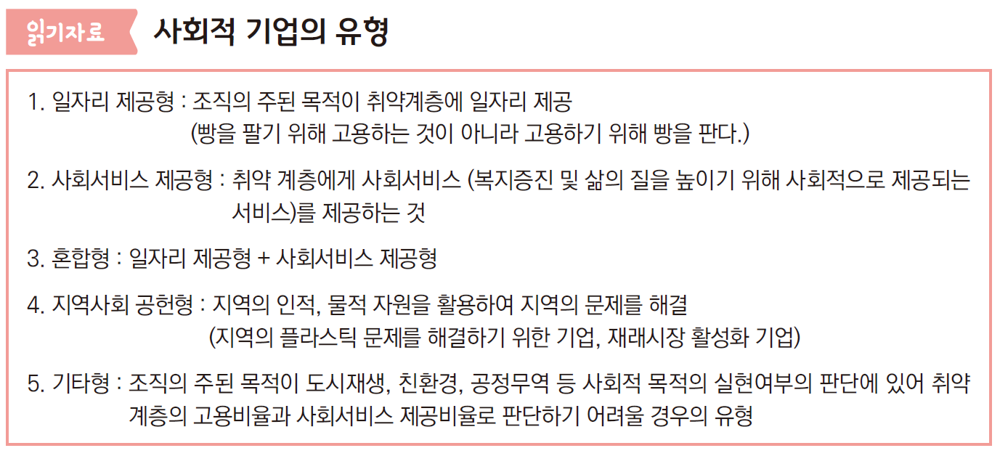 읽기자료
사회적 기업의 유형
1. 일자리 제공형 : 조직의 주된 목적이 취약계층에 일자리 제공
(빵을 팔기 위해 고용하는 것이 아니라 고용하기 위해 빵을 판다.)
2. 사회서비스 제공형 : 취약 계층에게 사회서비스 (복지증진 및 삶의 질을 높이기 위해 사회적으로 제공되는
서비스)를 제공하는 것
3. 혼합형 : 일자리 제공형 + 사회서비스 제공형
4. 지역사회 공헌형 : 지역의 인적, 물적 자원을 활용하여 지역의 문제를 해결
(지역의 플라스틱 문제를 해결하기 위한 기업, 재래시장 활성화 기업)
5. 기타형 : 조직의 주된 목적이 도시재생, 친환경, 공정무역 등 사회적 목적의 실현여부의 판단에 있어 취약
계층의 고용비율과 사회서비스 제공비율로 판단하기 어려울 경우의 유형